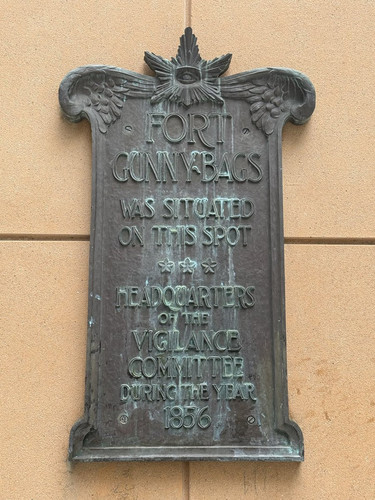 FORT
GUNNYBAGS
WAS SITUATED
ON THIS SPOT
HEADQUARTERS
OF THE
VIGILANCE
COMMITTEE
DURING THE YEAR
1856